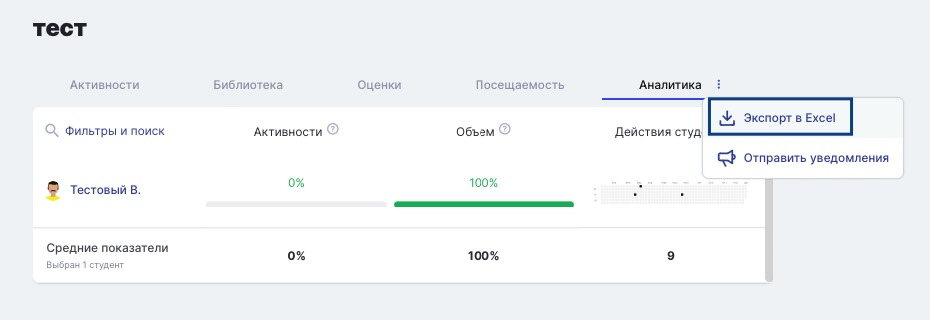 тест
Активности
Библиотека
Оценки
Посещаемость
Аналитика
Экспорт в Excel
Отправить уведомления
Фильтры и поиск
Активности
Объем
Действия студ
Тестовый В.
0%
100%
Средние показатели
Выбран 1 студент
0%
100%
9